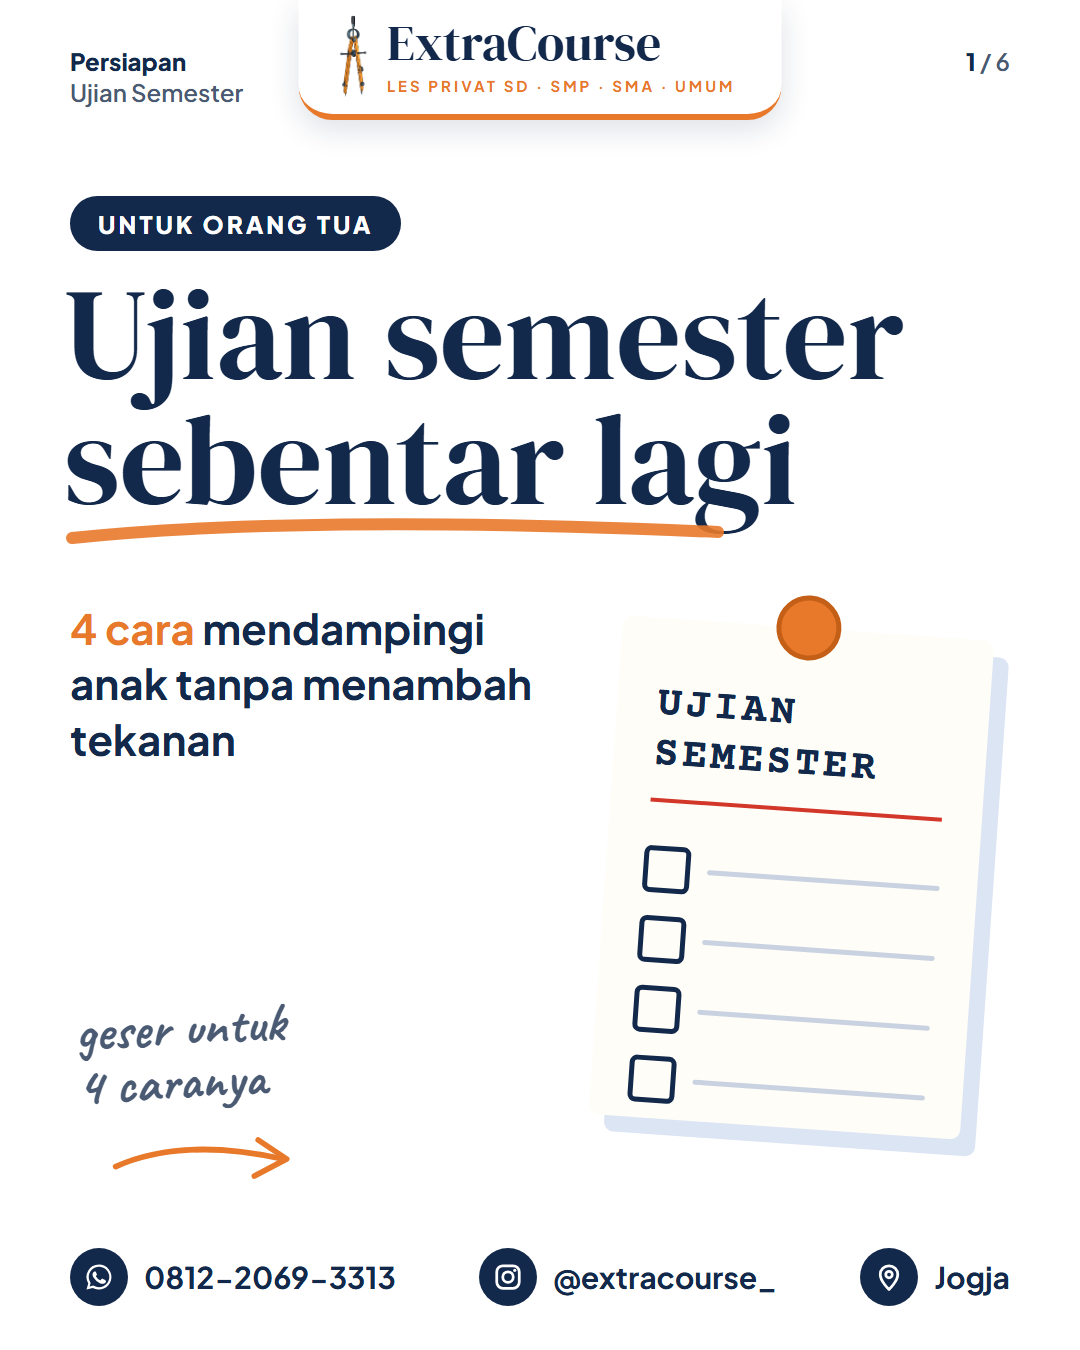 Persiapan
Ujian Semester
ExtraCourse
LES PRIVAT SD · SMP · SMA · UMUM
1 / 6
UNTUK ORANG TUA
Ujian semester
sebentar lagi
4 cara mendampingi
anak tanpa menambah
tekanan
UJIAN
SEMESTER
geser untuk
4 caranya
0812-2069-3313
@extracourse_
Jogja